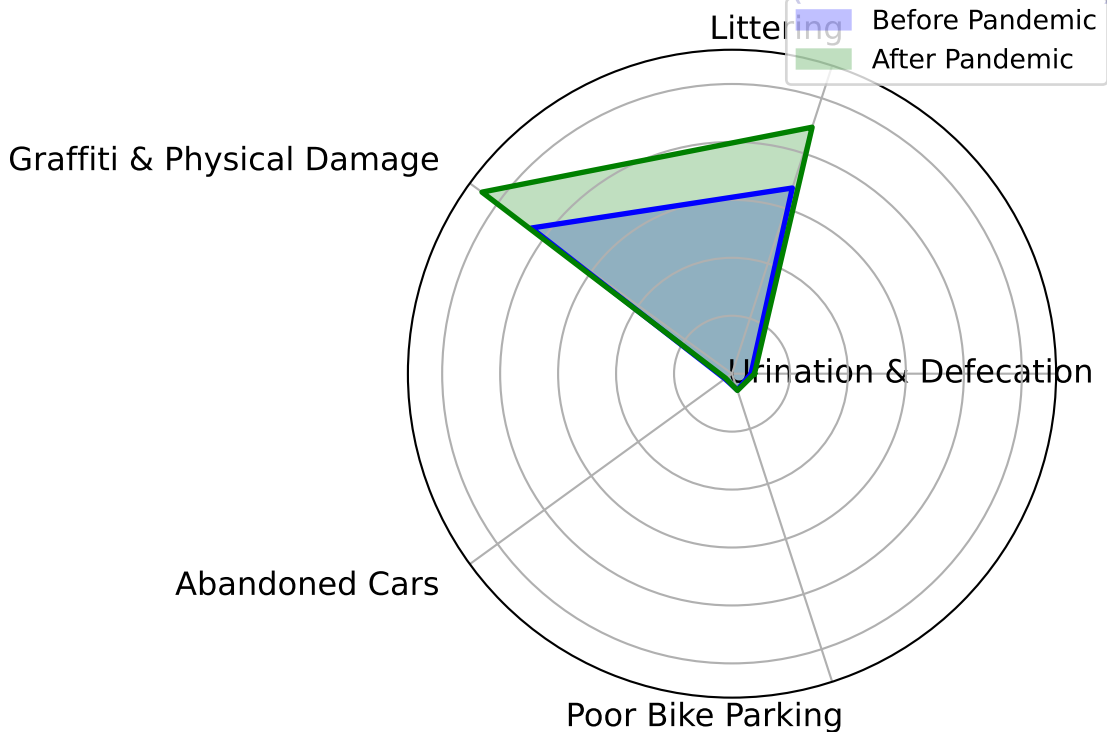 Littering
Before Pandemic
After Pandemic
Graffiti & Physical Damage
Urination & Defecation
Abandoned Cars
Poor Bike Parking